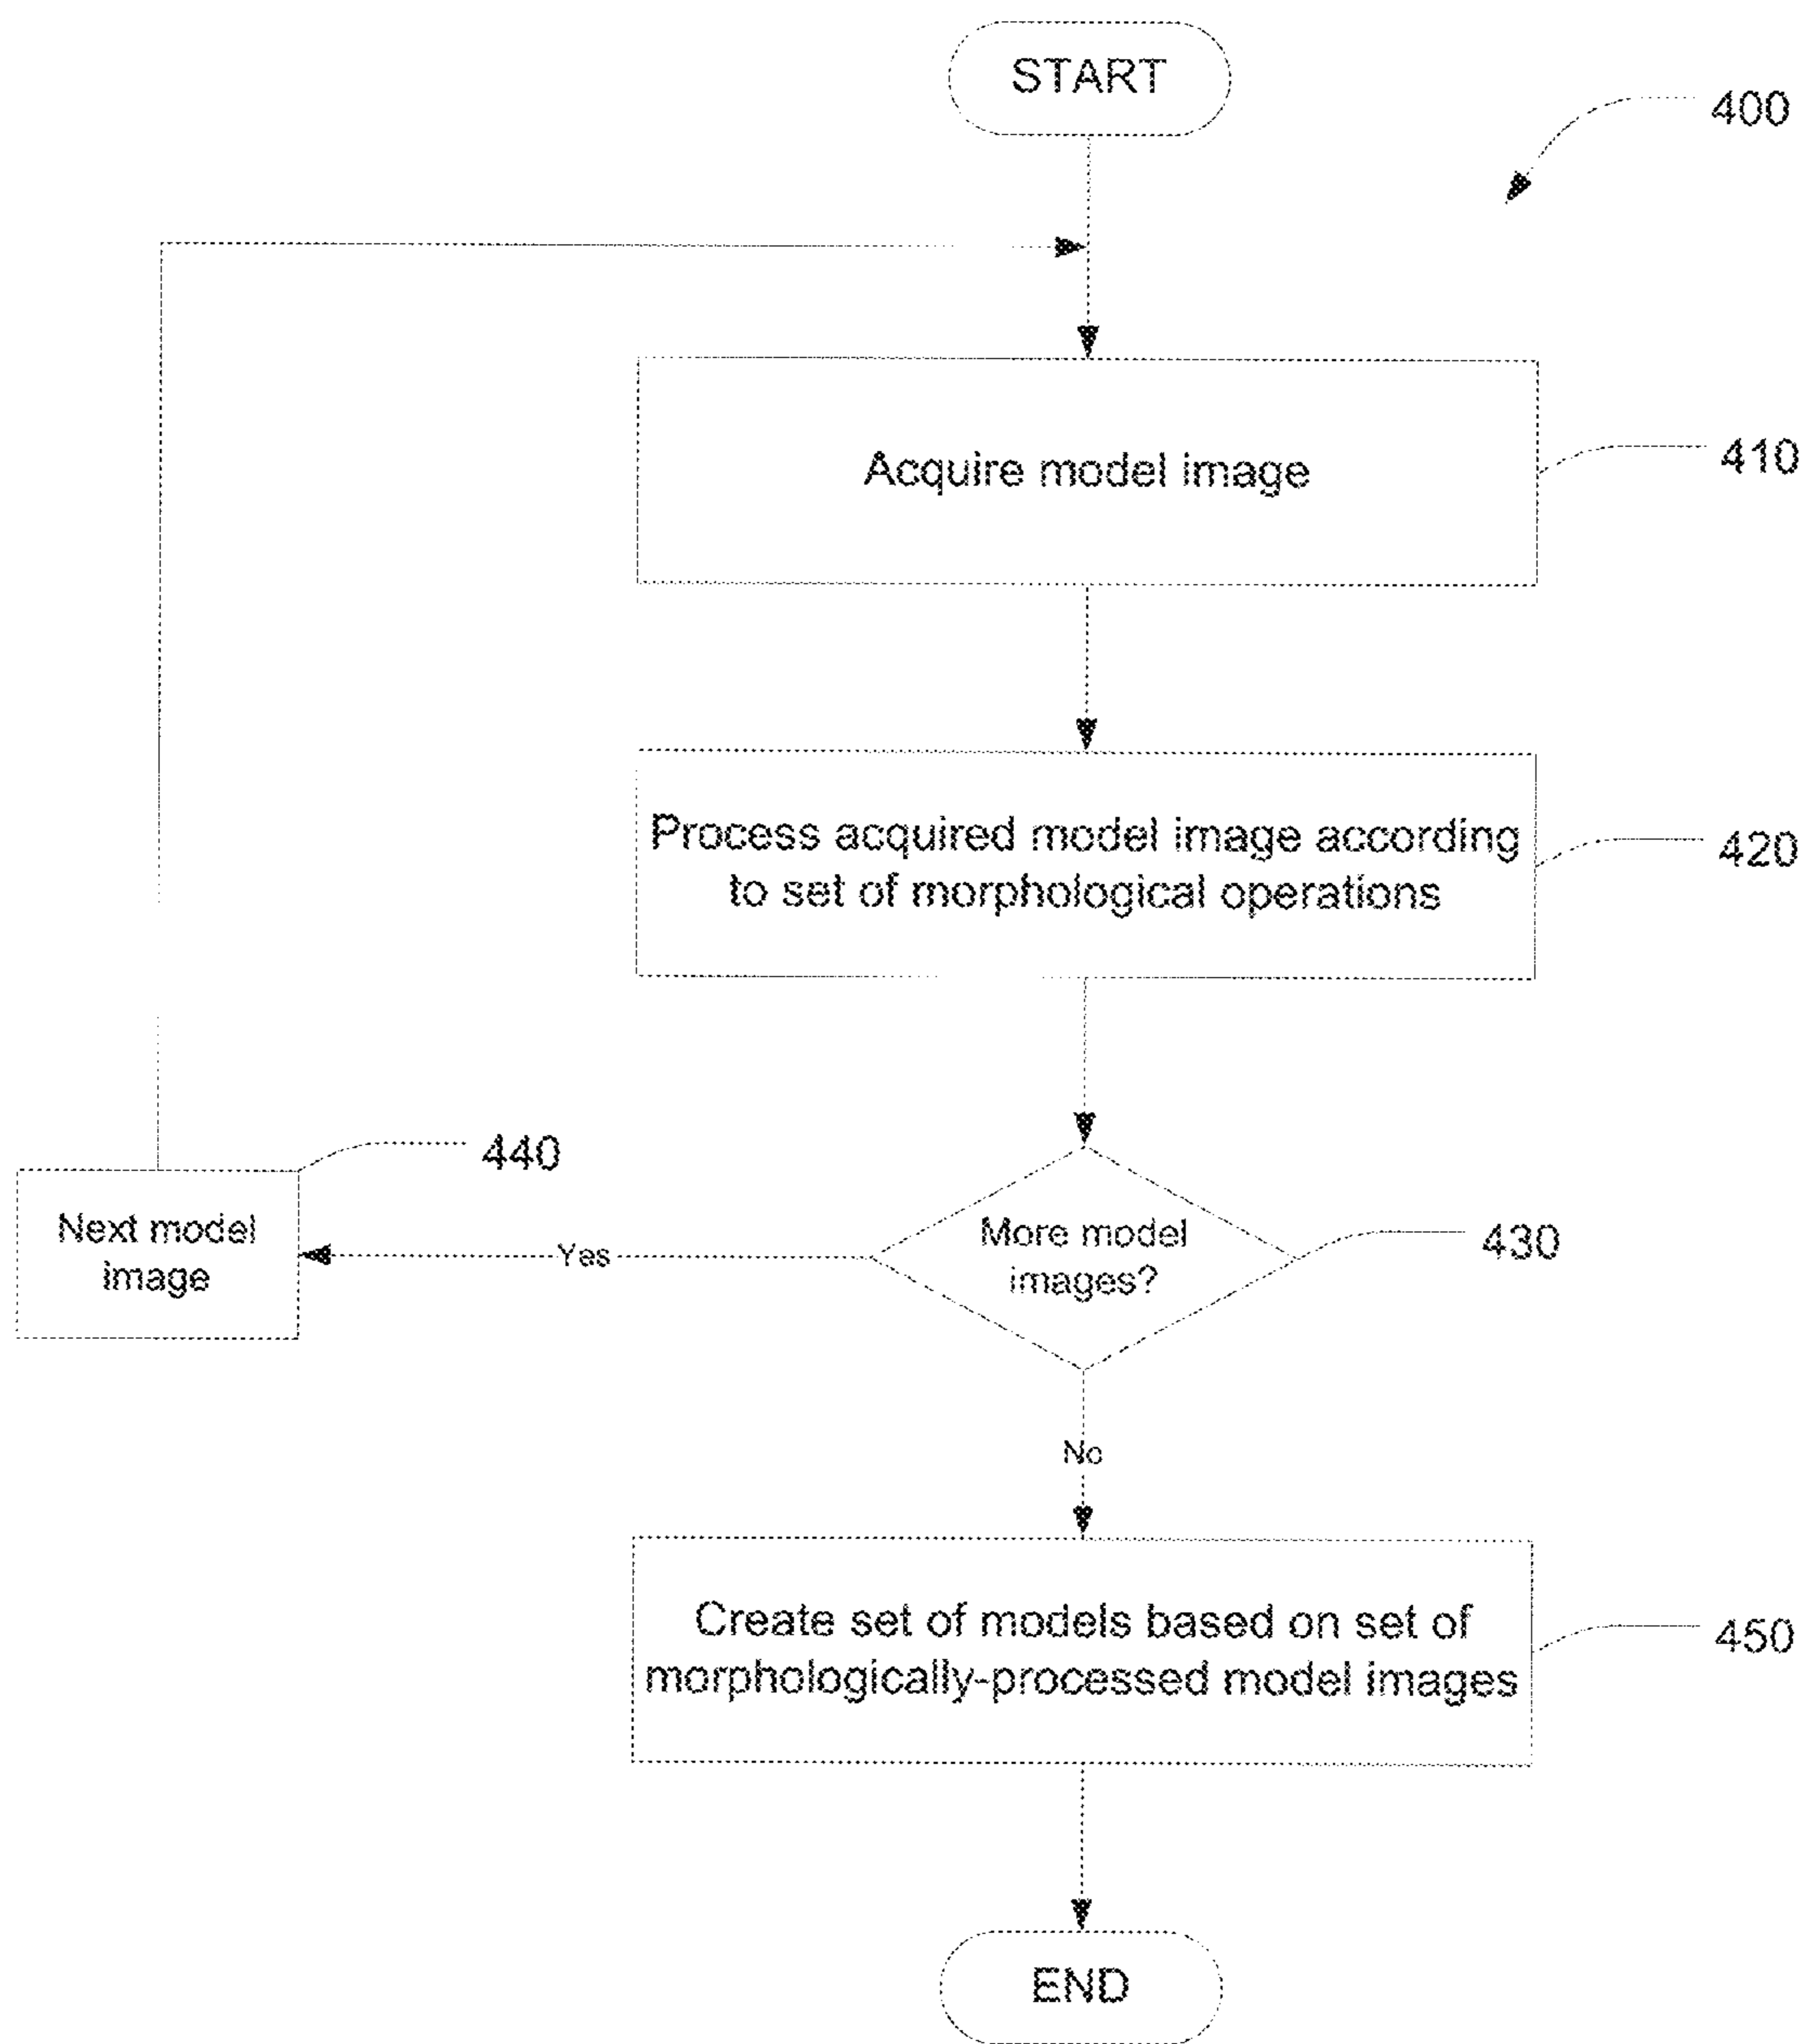 START
400
Acquire model image
410
Process acquired model image according
to set of morphological operations
420
440
Next model
image
Yes
More model
images?
430
No
Create set of models based on set of
morphologically-processed model images
450
END